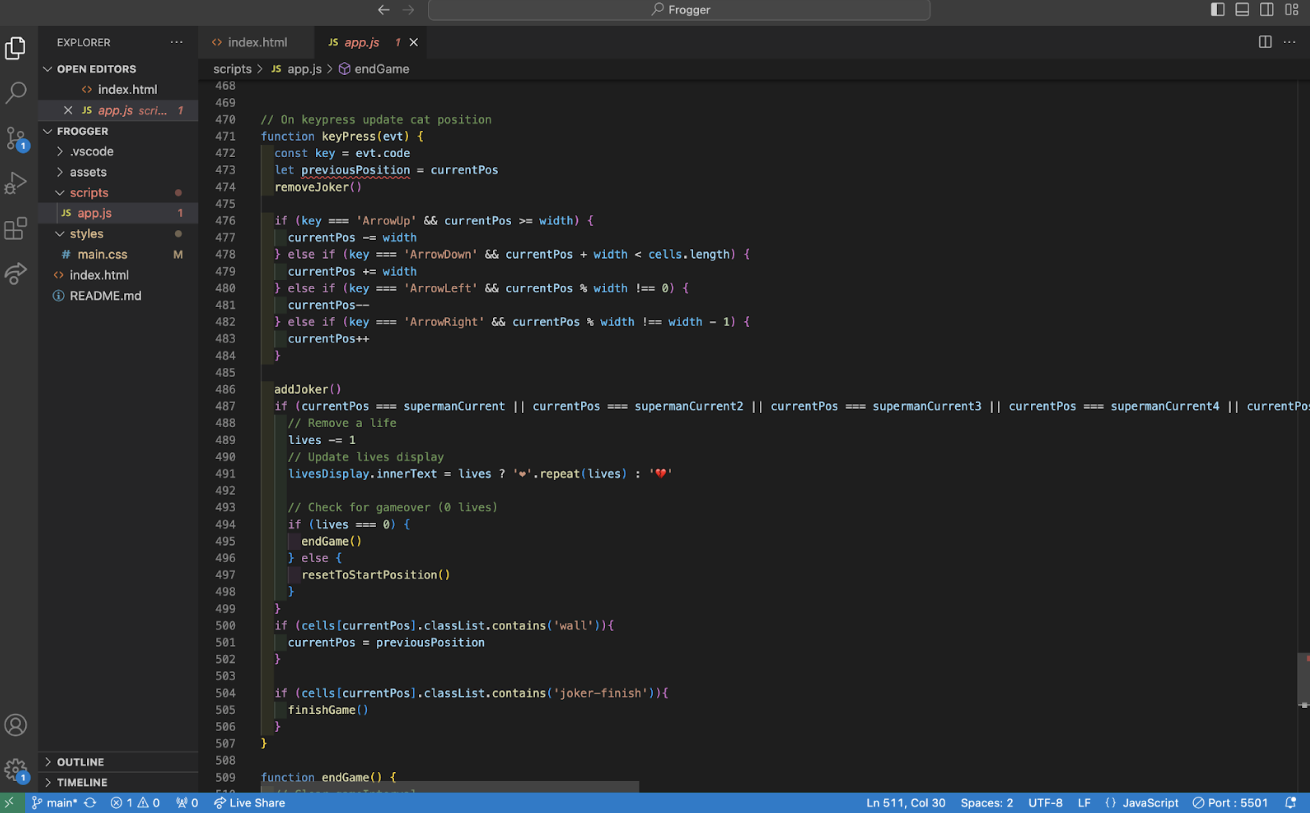 Frogger
EXPLORER
index.html
JS app.js 1
OPEN EDITORS
index.html
JS app.js scri... 1
FROGGER
.vscode
assets
scripts
JS app.js 1
styles
# main.css M
index.html
README.md
OUTLINE
TIMELINE
scripts > JS app.js > endGame
468
469
470 // On keypress update cat position
471 function keyPress(evt) {
472 const key = evt.code
473 let previousPosition = currentPos
474 removeJoker()
475
476 if (key === 'ArrowUp' && currentPos >= width) {
477 currentPos -= width
478 } else if (key === 'ArrowDown' && currentPos + width < cells.length) {
479 currentPos += width
480 } else if (key === 'ArrowLeft' && currentPos % width !== 0) {
481 currentPos--
482 } else if (key === 'ArrowRight' && currentPos % width !== width - 1) {
483 currentPos++
484 }
485
486 addJoker()
487 if (currentPos === supermanCurrent || currentPos === supermanCurrent2 || currentPos === supermanCurrent3 || currentPos === supermanCurrent4 || currentPos
488 // Remove a life
489 lives -= 1
490 // Update lives display
491 livesDisplay.innerText = lives ? '❤️'.repeat(lives) : '💔'
492
493 // Check for gameover (0 lives)
494 if (lives === 0) {
495 endGame()
496 } else {
497 resetToStartPosition()
498 }
499 }
500 if (cells[currentPos].classList.contains('wall')){
501 currentPos = previousPosition
502 }
503
504 if (cells[currentPos].classList.contains('joker-finish')){
505 finishGame()
506 }
507 }
508
509 function endGame() {
1
1
main* 1 0 0 Live Share Ln 511, Col 30 Spaces: 2 UTF-8 LF {} JavaScript Port : 5501